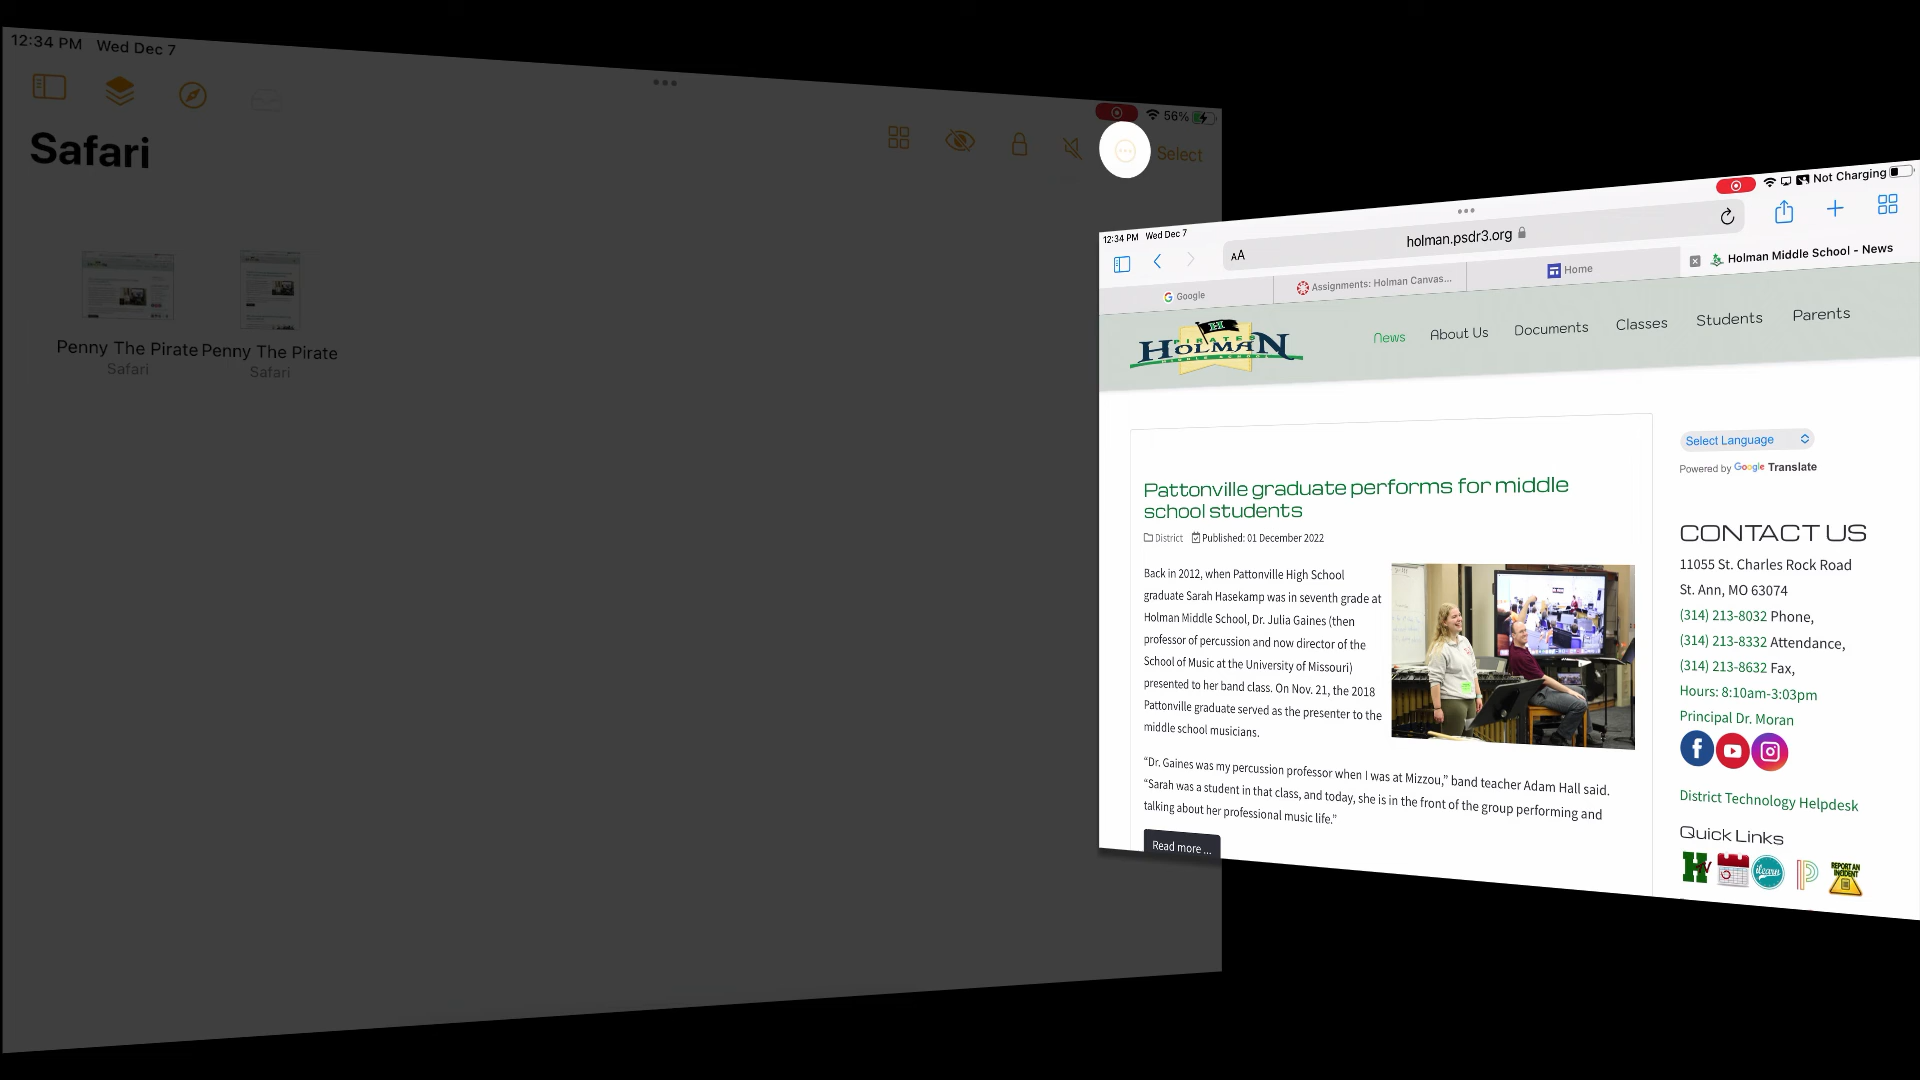 12:34 PM Wed Dec 7
56%
Safari
Select
Penny The Pirate
Safari
Penny The Pirate
Safari
12:34 PM Wed Dec 7
Not Charging
AA
holman.psdr3.org
Google
Assignments: Holman Canvas...
Home
Holman Middle School - News
H
PIRATES
HOLMAN
MIDDLE SCHOOL
News
About Us
Documents
Classes
Students
Parents
Pattonville graduate performs for middle
school students
District Published: 01 December 2022
Back in 2012, when Pattonville High School
graduate Sarah Hasekamp was in seventh grade at
Holman Middle School, Dr. Julia Gaines (then
professor of percussion and now director of the
School of Music at the University of Missouri)
presented to her band class. On Nov. 21, the 2018
Pattonville graduate served as the presenter to the
middle school musicians.
“Dr. Gaines was my percussion professor when I was at Mizzou,” band teacher Adam Hall said.
“Sarah was a student in that class, and today, she is in the front of the group performing and
talking about her professional music life.”
Read more ...
Select Language
Powered by Google Translate
CONTACT US
11055 St. Charles Rock Road
St. Ann, MO 63074
(314) 213-8032 Phone,
(314) 213-8332 Attendance,
(314) 213-8632 Fax,
Hours: 8:10am-3:03pm
Principal Dr. Moran
District Technology Helpdesk
Quick Links
HTV
ilearn
P
REPORT AN
INCIDENT